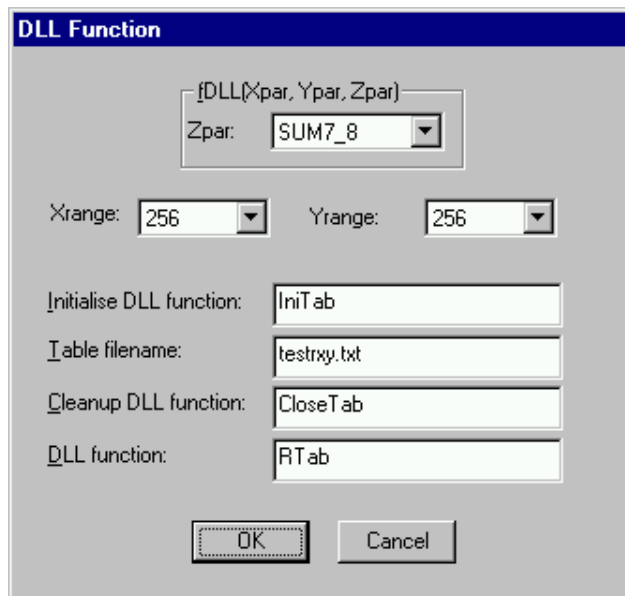 DLL Function
fDLL(Xpar, Ypar, Zpar)
Zpar: SUM7_8
Xrange: 256 Yrange: 256
Initialise DLL function: IniTab
Table filename: testrxy.txt
Cleanup DLL function: CloseTab
DLL function: RTab
OK Cancel